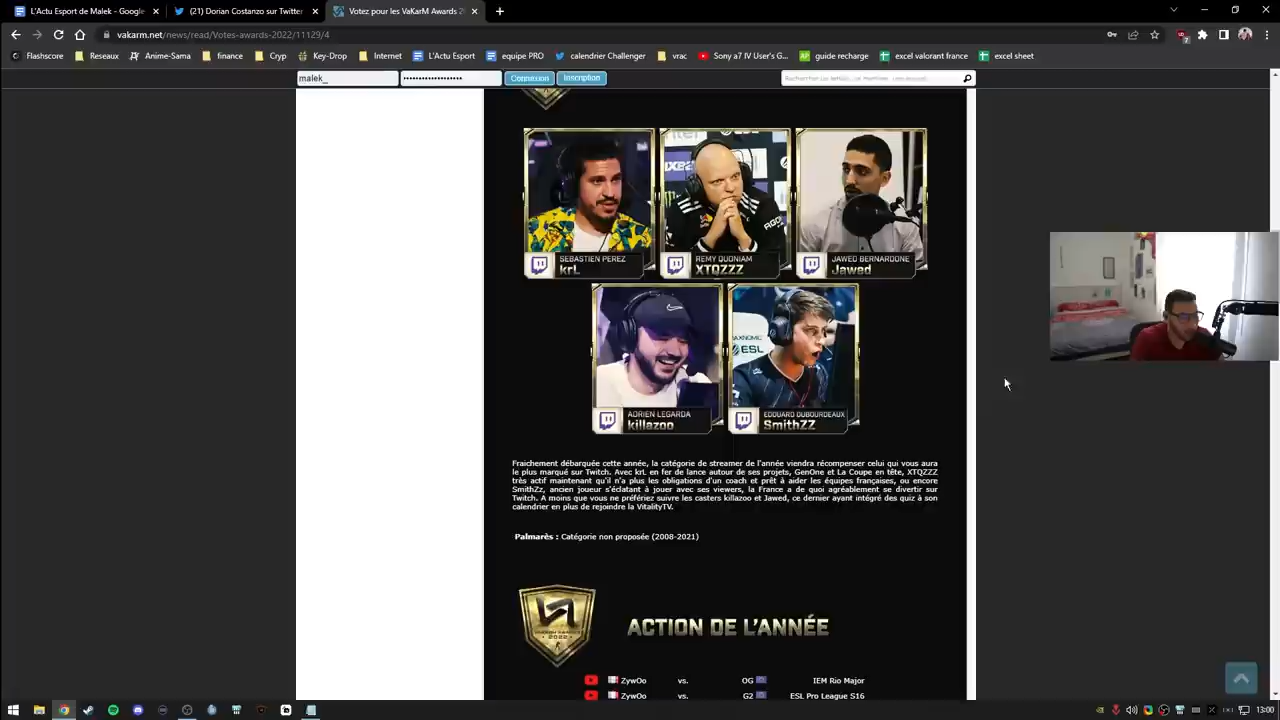 L'Actu Esport de Malek - Google
(21) Dorian Costanzo sur Twitter
Votez pour les VaKarM Awards 2
vakarm.net/news/read/Votes-awards-2022/11129/4
Flashscore
Reseaux
Anime-Sama
finance
Cryp
Key-Drop
Internet
L'Actu Esport
equipe PRO
calendrier Challenger
vrac
Sony a7 IV User's G...
guide recharge
excel valorant france
excel sheet
malek_
Connexion
Inscription
SEBASTIEN PEREZ
krL
REMY QUONIAM
XTQZZZ
JAWED BERNARDONE
Jawed
ADRIEN LEGARDA
killazoo
EDOUARD DUBOURDEAUX
SmithZZ
Fraichement débarquée cette année, la catégorie de streamer de l'année viendra récompenser celui qui vous aura
le plus marqué sur Twitch. Avec krL en fer de lance autour de ses projets, GenOne et La Coupe en tête, XTQZZZ
très actif maintenant qu'il n'a plus les obligations d'un coach et prêt à aider les équipes françaises, ou encore
SmithZz, ancien joueur s'éclatant à jouer avec ses viewers, la France a de quoi agréablement se divertir sur
Twitch. A moins que vous ne préfériez suivre les casters killazoo et Jawed, ce dernier ayant intégré des quiz à son
calendrier en plus de rejoindre la VitalityTV.
Palmarès : Catégorie non proposée (2008-2021)
ACTION DE L'ANNÉE
ZywOo vs. OG IEM Rio Major
ZywOo vs. G2 ESL Pro League S16
13:00